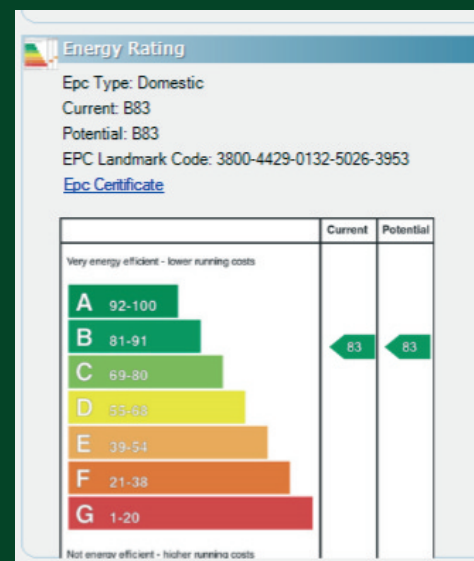 Energy Rating
Epc Type: Domestic
Current: B83
Potential: B83
EPC Landmark Code: 3800-4429-0132-5026-3953
Epc Certificate
Current Potential
Very energy efficient - lower running costs
A 92-100
B 81-91 83 83
C 69-80
D 55-68
E 39-54
F 21-38
G 1-20
Not energy efficient - higher running costs